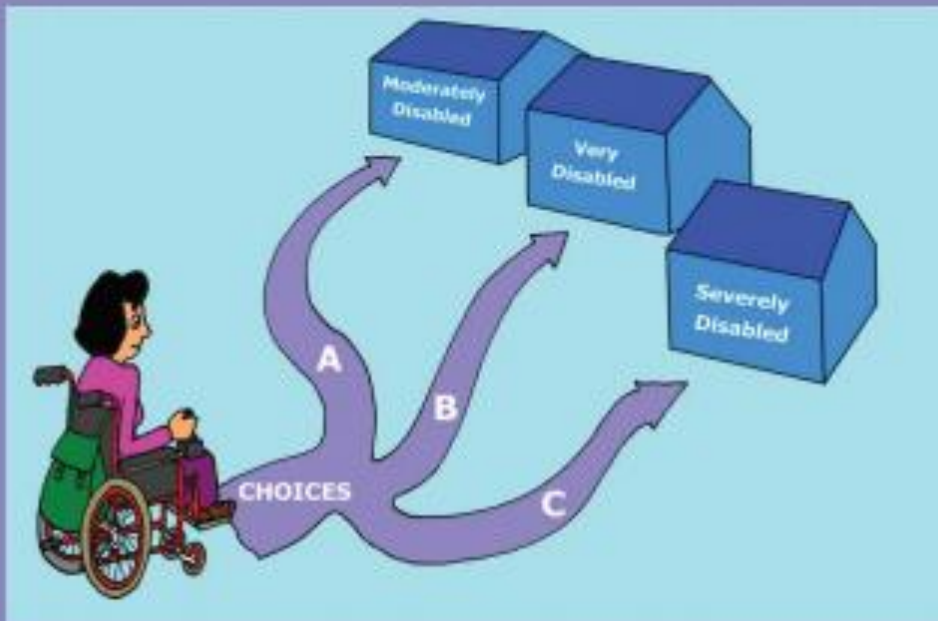 Moderately
Disabled
Very
Disabled
Severely
Disabled
A
B
CHOICES
C